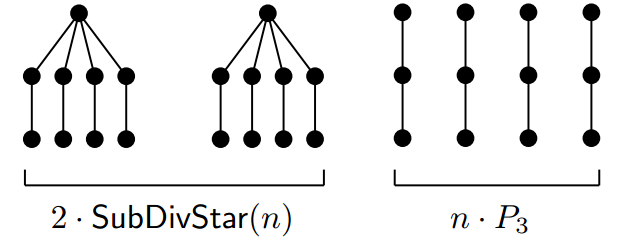 2 · SubDivStar(n)
n · P₃